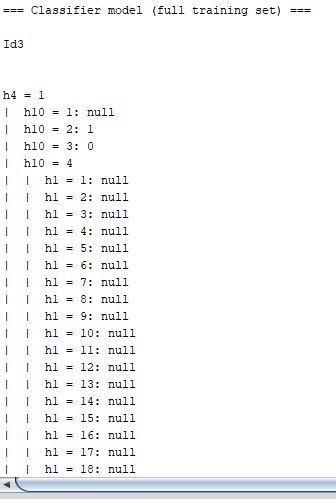 === Classifier model (full training set) ===
Id3
h4 = 1
|  h10 = 1: null
|  h10 = 2: 1
|  h10 = 3: 0
|  h10 = 4
|  |  h1 = 1: null
|  |  h1 = 2: null
|  |  h1 = 3: null
|  |  h1 = 4: null
|  |  h1 = 5: null
|  |  h1 = 6: null
|  |  h1 = 7: null
|  |  h1 = 8: null
|  |  h1 = 9: null
|  |  h1 = 10: null
|  |  h1 = 11: null
|  |  h1 = 12: null
|  |  h1 = 13: null
|  |  h1 = 14: null
|  |  h1 = 15: null
|  |  h1 = 16: null
|  |  h1 = 17: null
|  |  h1 = 18: null